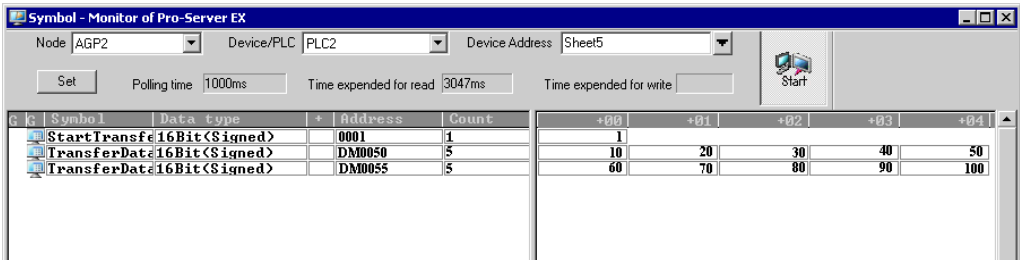 Symbol - Monitor of Pro-Server EX
Node AGP2 Device/PLC PLC2 Device Address Sheet5
Set Polling time 1000ms Time expended for read 3047ms Time expended for write Start
G G Symbol Data type + Address Count +00 +01 +02 +03 +04
StartTransfe 16Bit(Signed) 0001 1 1
TransferData 16Bit(Signed) DM0050 5 10 20 30 40 50
TransferData 16Bit(Signed) DM0055 5 60 70 80 90 100